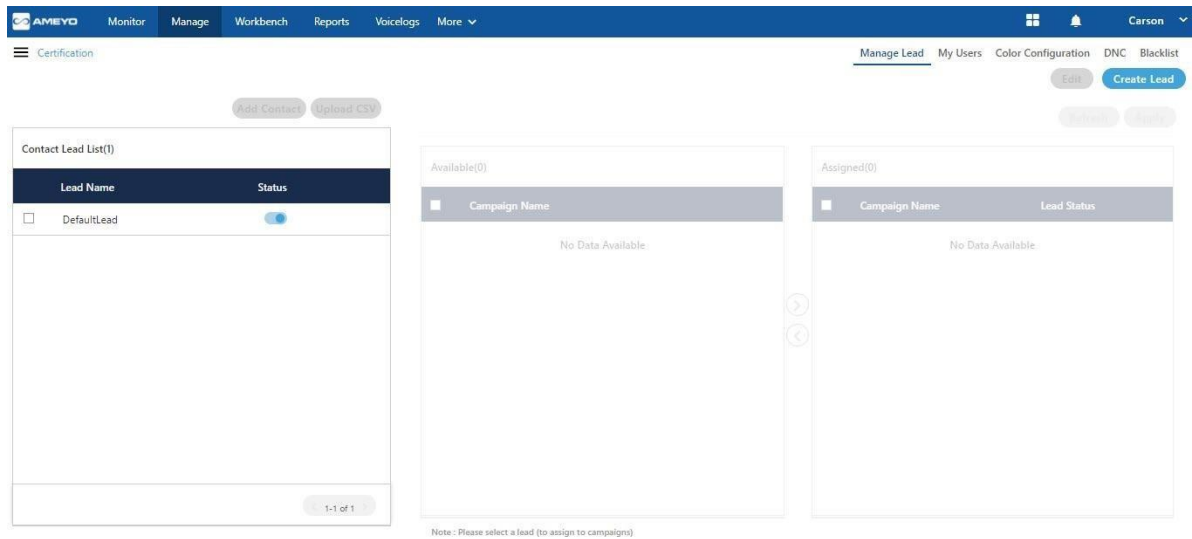 AMEYO Monitor Manage Workbench Reports Voicelogs More Carson
Certification Manage Lead My Users Color Configuration DNC Blacklist
Edit Create Lead
Add Contact Upload CSV Refresh Apply
Contact Lead List(1)
Available(0) Assigned(0)
Lead Name Status
Campaign Name Campaign Name Lead Status
DefaultLead
No Data Available No Data Available
1-1 of 1
Note : Please select a lead (to assign to campaigns)